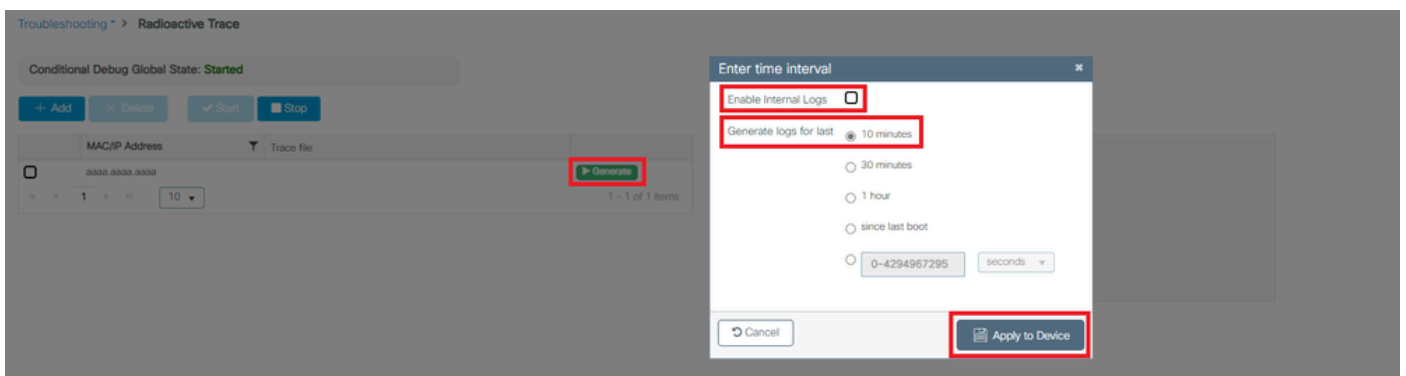 Troubleshooting * > Radioactive Trace
Conditional Debug Global State: Started
+ Add
× Delete
✔ Start
Stop
MAC/IP Address
Trace file
aaaa.aaaa.aaaa
Generate
1
10
1 - 1 of 1 items
Enter time interval
Enable Internal Logs
Generate logs for last
10 minutes
30 minutes
1 hour
since last boot
0-4294967295 seconds
Cancel
Apply to Device